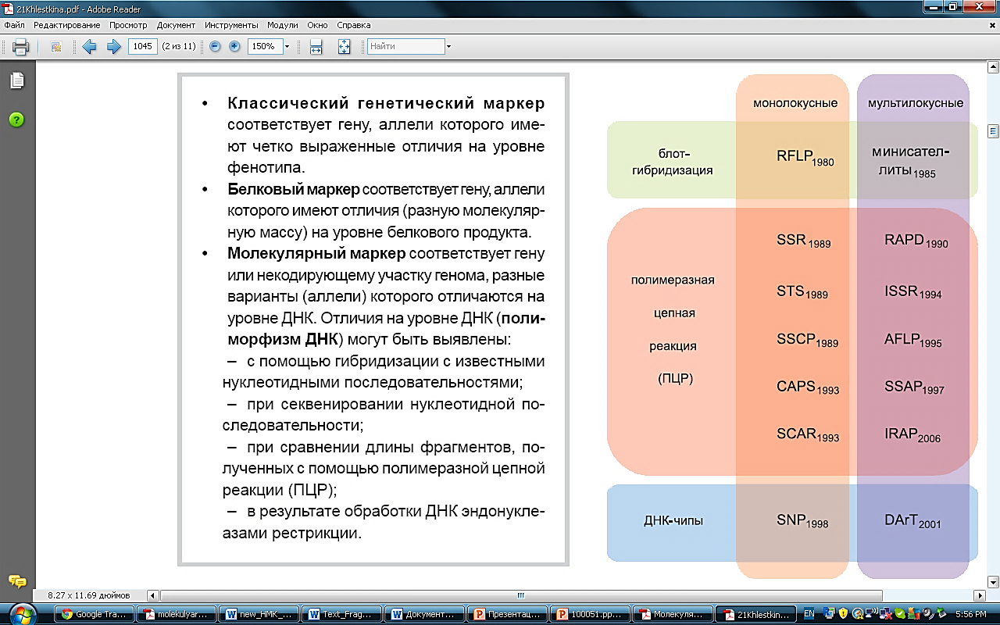 21Khlestkina.pdf - Adobe Reader
Файл Редактирование Просмотр Документ Инструменты Модули Окно Справка
1045 (2 из 11) 150% Найти
• Классический генетический маркер
соответствует гену, аллели которого име-
ют четко выраженные отличия на уровне
фенотипа.
• Белковый маркер соответствует гену, аллели
которого имеют отличия (разную молекуляр-
ную массу) на уровне белкового продукта.
• Молекулярный маркер соответствует гену
или некодирующему участку генома, разные
варианты (аллели) которого отличаются на
уровне ДНК. Отличия на уровне ДНК (поли-
морфизм ДНК) могут быть выявлены:
– с помощью гибридизации с известными
нуклеотидными последовательностями;
– при секвенировании нуклеотидной по-
следовательности;
– при сравнении длины фрагментов, по-
лученных с помощью полимеразной цепной
реакции (ПЦР);
– в результате обработки ДНК эндонукле-
азами рестрикции.
монолокусные мультилокусные
блот-
гибридизация
RFLP1980
минисател-
литы1985
полимеразная
цепная
реакция
(ПЦР)
SSR1989 RAPD1990
STS1989 ISSR1994
SSCP1989 AFLP1995
CAPS1993 SSAP1997
SCAR1993 IRAP2006
ДНК-чипы SNP1998 DArT2001
8.27 x 11.69 дюймов
Google Tra... molekulyar... new_HMK_... Text_Frag... Документ... Презентац... 100051.pp... Молекуля... 21Khlestkin... EN 5:56 PM